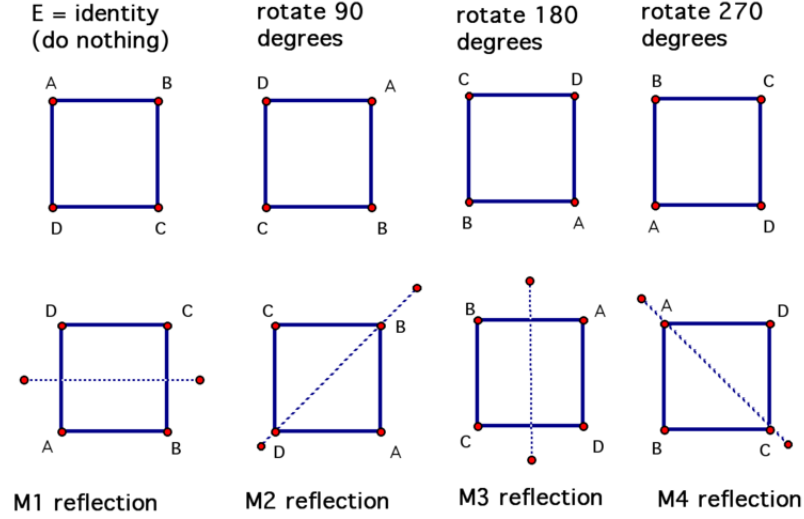 E = identity
(do nothing)
rotate 90
degrees
rotate 180
degrees
rotate 270
degrees
A B
D C
D A
C B
C D
B A
B C
A D
D C
A B
C B
D A
B A
C D
A D
B C
M1 reflection
M2 reflection
M3 reflection
M4 reflection